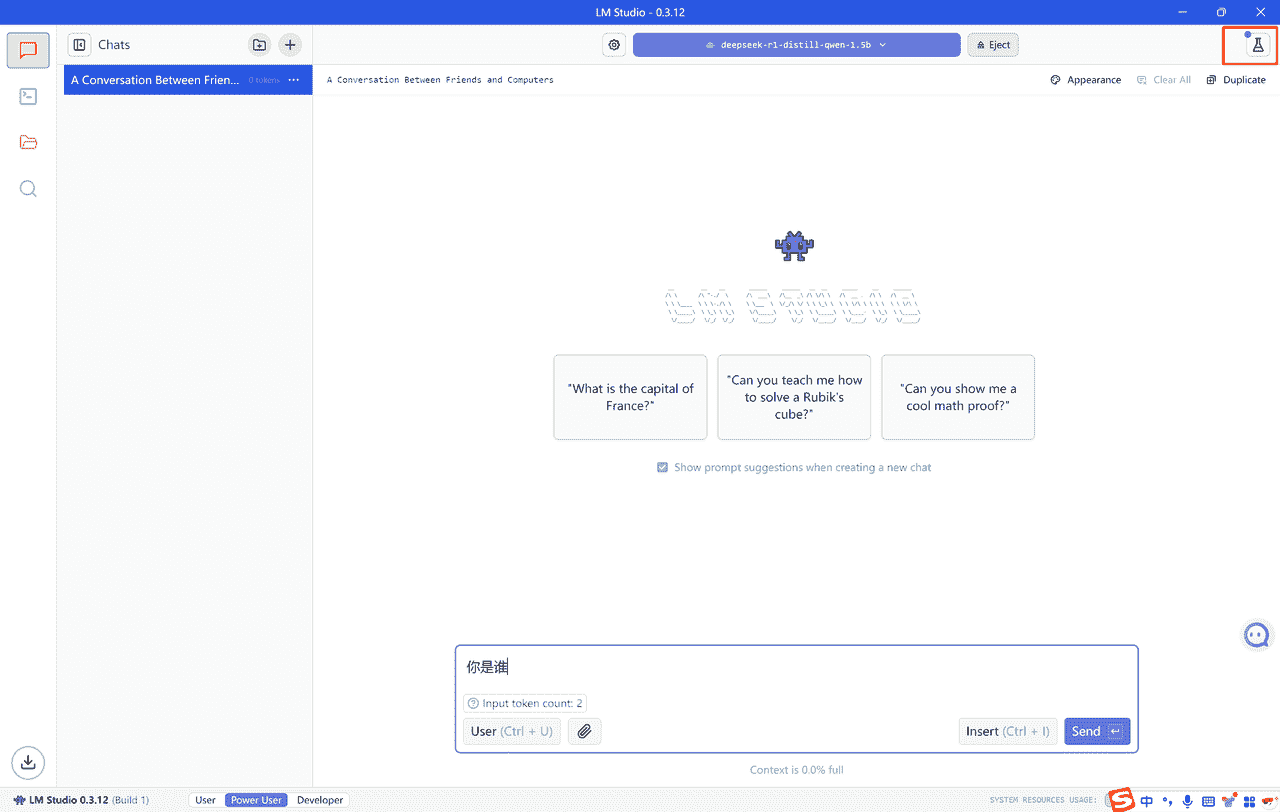 LM Studio - 0.3.12
Chats
deepseek-r1-distill-qwen-1.5b
Eject
A Conversation Between Frien...
0 tokens
A Conversation Between Friends and Computers
Appearance
Clear All
Duplicate
LM STUDIO
"What is the capital of
France?"
"Can you teach me how
to solve a Rubik's
cube?"
"Can you show me a
cool math proof?"
Show prompt suggestions when creating a new chat
你是谁
Input token count: 2
User (Ctrl + U)
Insert (Ctrl + I)
Send
Context is 0.0% full
LM Studio 0.3.12 (Build 1)
User
Power User
Developer
SYSTEM RESOURCES USAGE:
S
中